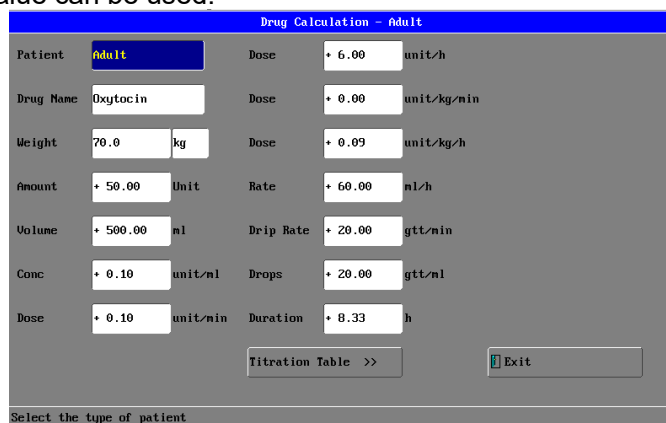 alue can be used.
Drug Calculation - Adult
Patient Adult Dose + 6.00 unit/h
Drug Name Oxytocin Dose + 0.00 unit/kg/min
Weight 70.0 kg Dose + 0.09 unit/kg/h
Amount + 50.00 Unit Rate + 60.00 ml/h
Volume + 500.00 ml Drip Rate + 20.00 gtt/min
Conc + 0.10 unit/ml Drops + 20.00 gtt/ml
Dose + 0.10 unit/min Duration + 8.33 h
Titration Table >> Exit
Select the type of patient